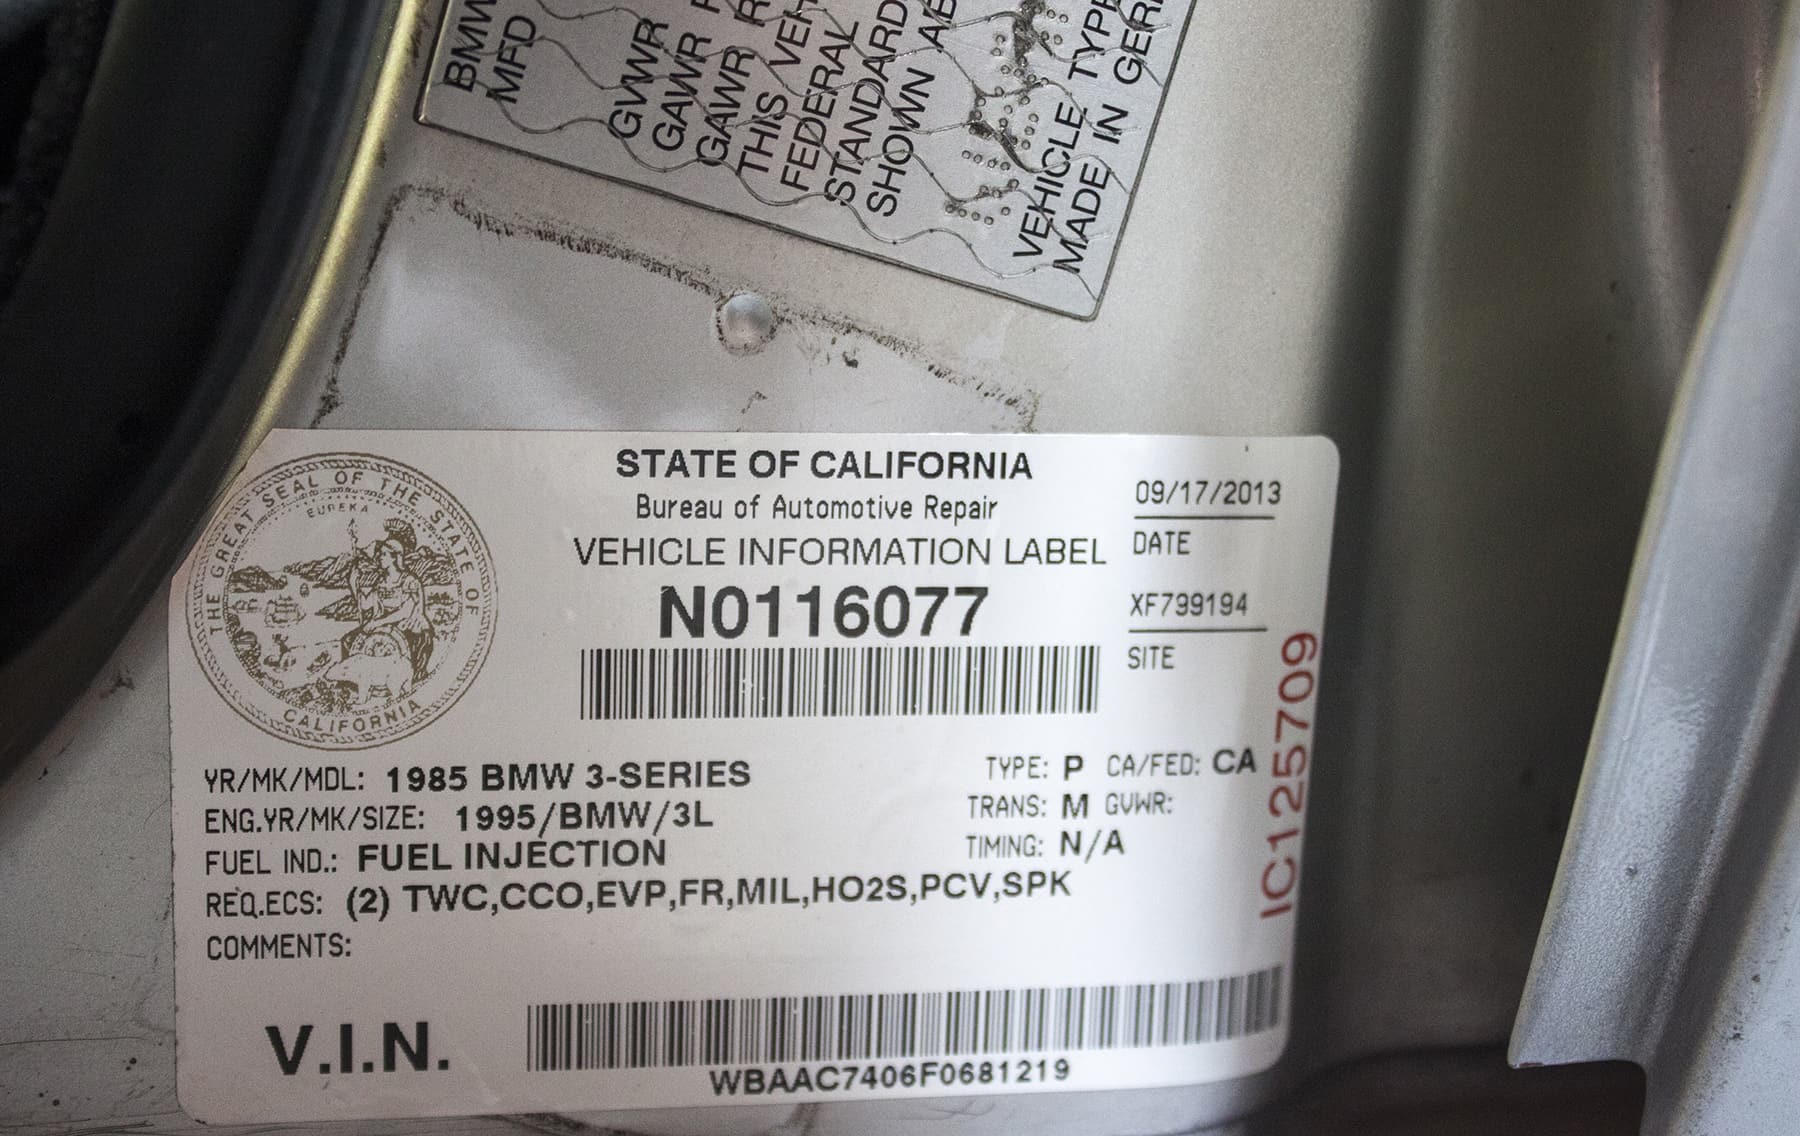 BMW
MFD
GVWR
GAWR
GAWR R
THIS VEH
FEDERAL
STANDARD
SHOWN AB
VEHICLE TYPE
MADE IN GER
THE GREAT SEAL OF THE STATE OF CALIFORNIA
EUREKA
STATE OF CALIFORNIA
Bureau of Automotive Repair
VEHICLE INFORMATION LABEL
N0116077
09/17/2013
DATE
XF799194
SITE
IC125709
YR/MK/MDL: 1985 BMW 3-SERIES
TYPE: P CA/FED: CA
ENG.YR/MK/SIZE: 1995/BMW/3L
TRANS: M GVWR:
FUEL IND.: FUEL INJECTION
TIMING: N/A
REQ.ECS: (2) TWC,CCO,EVP,FR,MIL,HO2S,PCV,SPK
COMMENTS:
V.I.N.
WBAAC7406F0681219